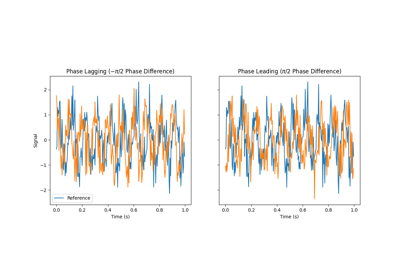 Phase Lagging (−π/2 Phase Difference)
Phase Leading (π/2 Phase Difference)
Signal
2
1
0
−1
−2
Reference
0.0 0.2 0.4 0.6 0.8 1.0
0.0 0.2 0.4 0.6 0.8 1.0
Time (s)
Time (s)